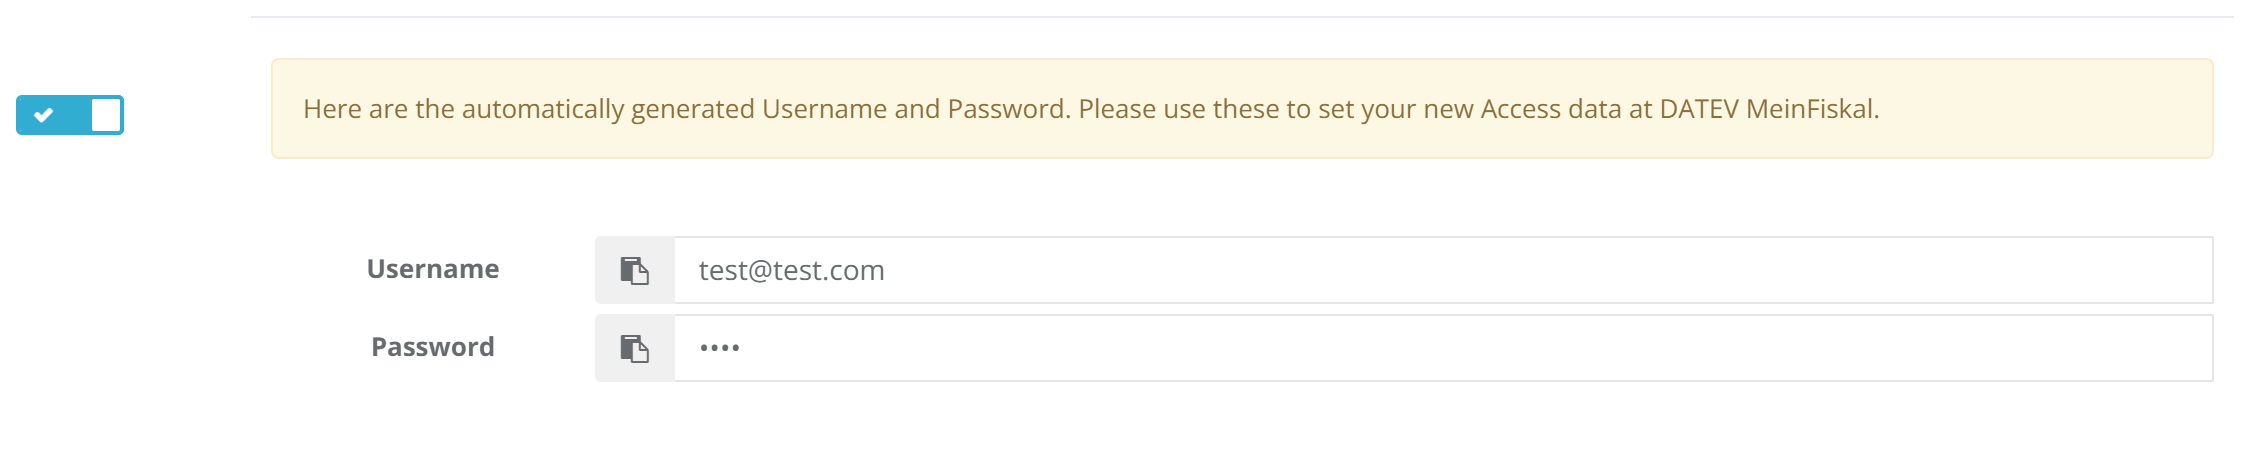 Here are the automatically generated Username and Password. Please use these to set your new Access data at DATEV MeinFiskal.
Username
test@test.com
Password
••••